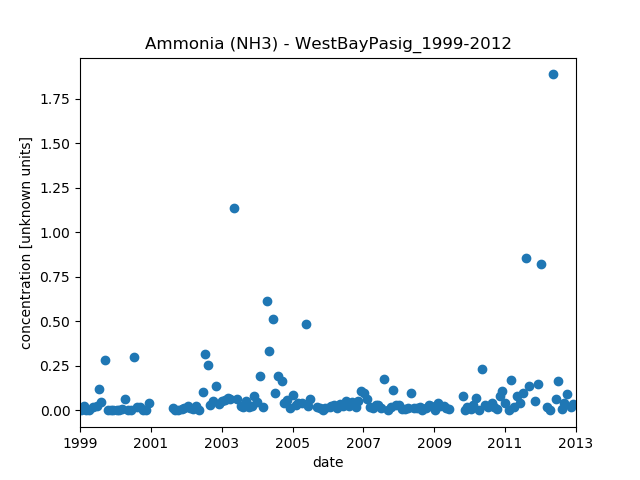 Ammonia (NH3) - WestBayPasig_1999-2012
concentration [unknown units]
1.75
1.50
1.25
1.00
0.75
0.50
0.25
0.00
1999 2001 2003 2005 2007 2009 2011 2013
date